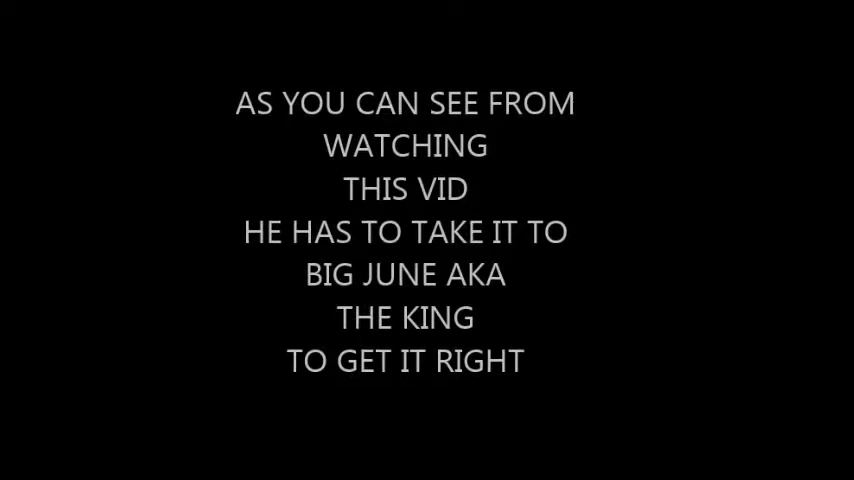 AS YOU CAN SEE FROM
WATCHING
THIS VID
HE HAS TO TAKE IT TO
BIG JUNE AKA
THE KING
TO GET IT RIGHT